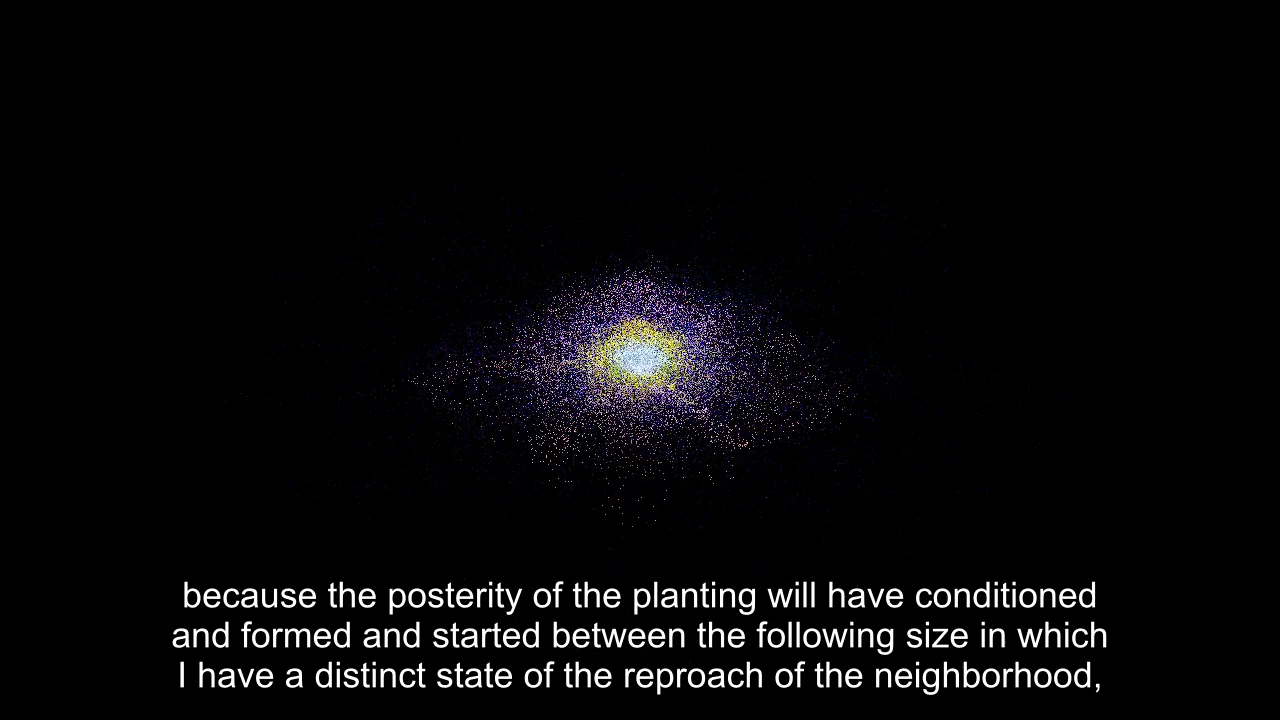 because the posterity of the planting will have conditioned
and formed and started between the following size in which
I have a distinct state of the reproach of the neighborhood,